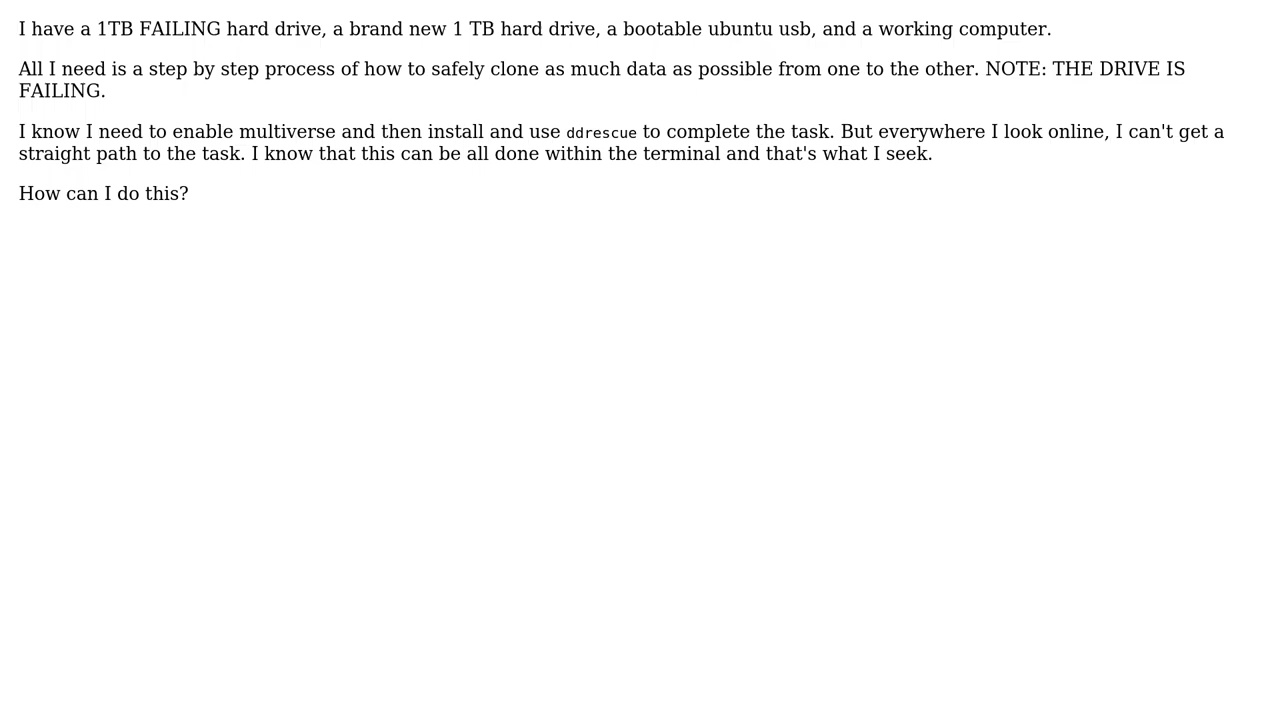 I have a 1TB FAILING hard drive, a brand new 1 TB hard drive, a bootable ubuntu usb, and a working computer.
All I need is a step by step process of how to safely clone as much data as possible from one to the other. NOTE: THE DRIVE IS
FAILING.
I know I need to enable multiverse and then install and use ddrescue to complete the task. But everywhere I look online, I can't get a
straight path to the task. I know that this can be all done within the terminal and that's what I seek.
How can I do this?